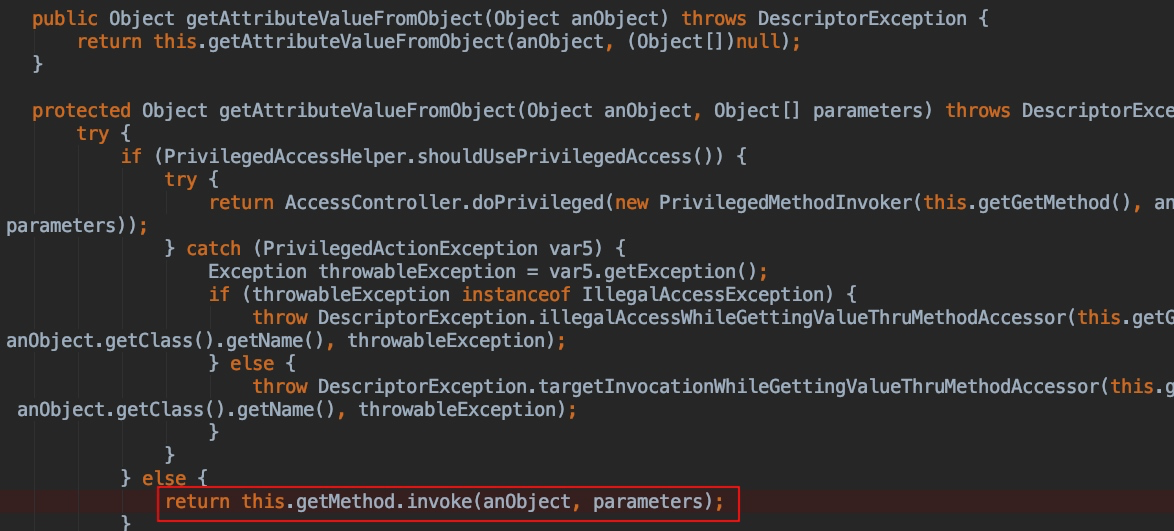 public Object getAttributeValueFromObject(Object anObject) throws DescriptorException {
return this.getAttributeValueFromObject(anObject, (Object[])null);
}
protected Object getAttributeValueFromObject(Object anObject, Object[] parameters) throws DescriptorExce
try {
if (PrivilegedAccessHelper.shouldUsePrivilegedAccess()) {
try {
return AccessController.doPrivileged(new PrivilegedMethodInvoker(this.getGetMethod(), an
parameters));
} catch (PrivilegedActionException var5) {
Exception throwableException = var5.getException();
if (throwableException instanceof IllegalAccessException) {
throw DescriptorException.illegalAccessWhileGettingValueThruMethodAccessor(this.getG
anObject.getClass().getName(), throwableException);
} else {
throw DescriptorException.targetInvocationWhileGettingValueThruMethodAccessor(this.g
anObject.getClass().getName(), throwableException);
}
}
} else {
return this.getMethod.invoke(anObject, parameters);
}